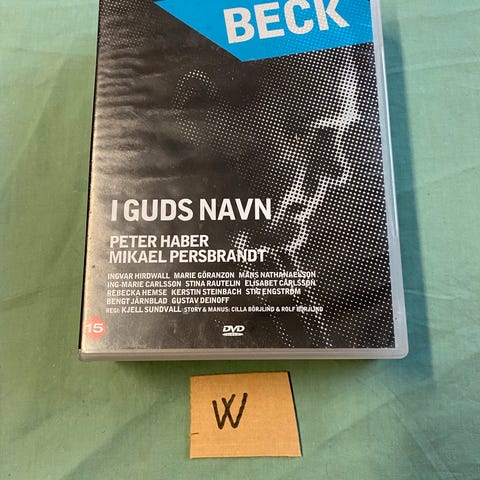 BECK
I GUDS NAVN
PETER HABER
MIKAEL PERSBRANDT
INGVAR HIRDWALL MARIE GÖRANZON MÅNS NATHANAELSON
ING-MARIE CARLSSON STINA RAUTELIN ELISABET CARLSSON
REBECKA HEMSE KERSTIN STEINBACH STIG ENGSTRÖM
BENGT JÄRNBLAD GUSTAV DEINOFF
REGI: KJELL SUNDVALL STORY & MANUS: CILLA BÖRJLIND & ROLF BÖRJLIND
15
DVD
W